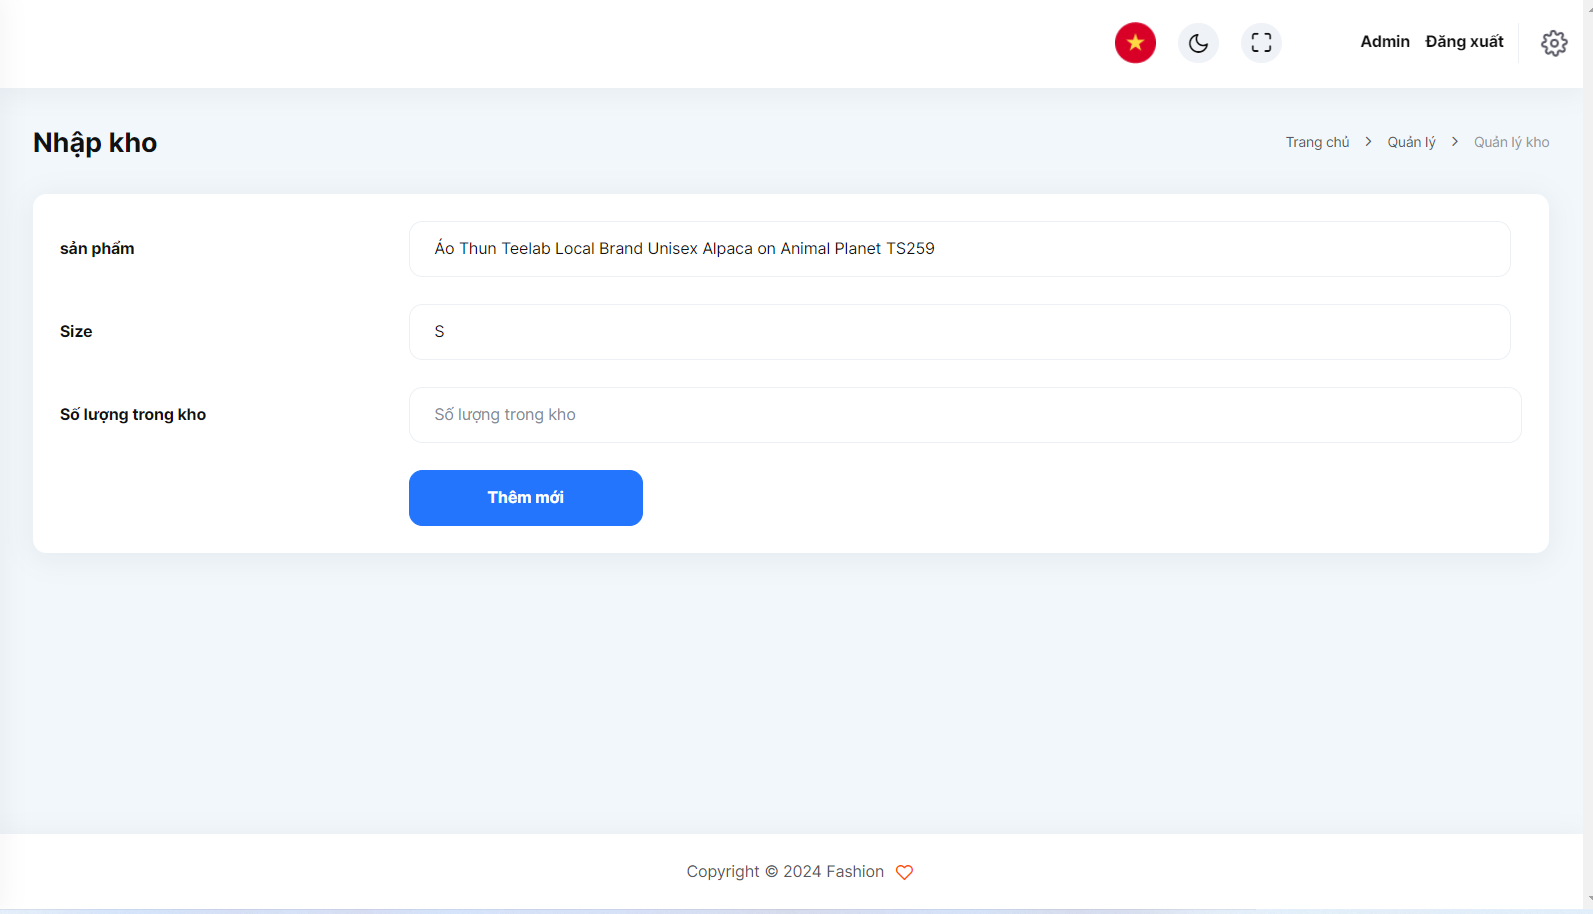 Admin Đăng xuất
Nhập kho
Trang chủ > Quản lý > Quản lý kho
sản phẩm
Áo Thun Teelab Local Brand Unisex Alpaca on Animal Planet TS259
Size
S
Số lượng trong kho
Số lượng trong kho
Thêm mới
Copyright © 2024 Fashion